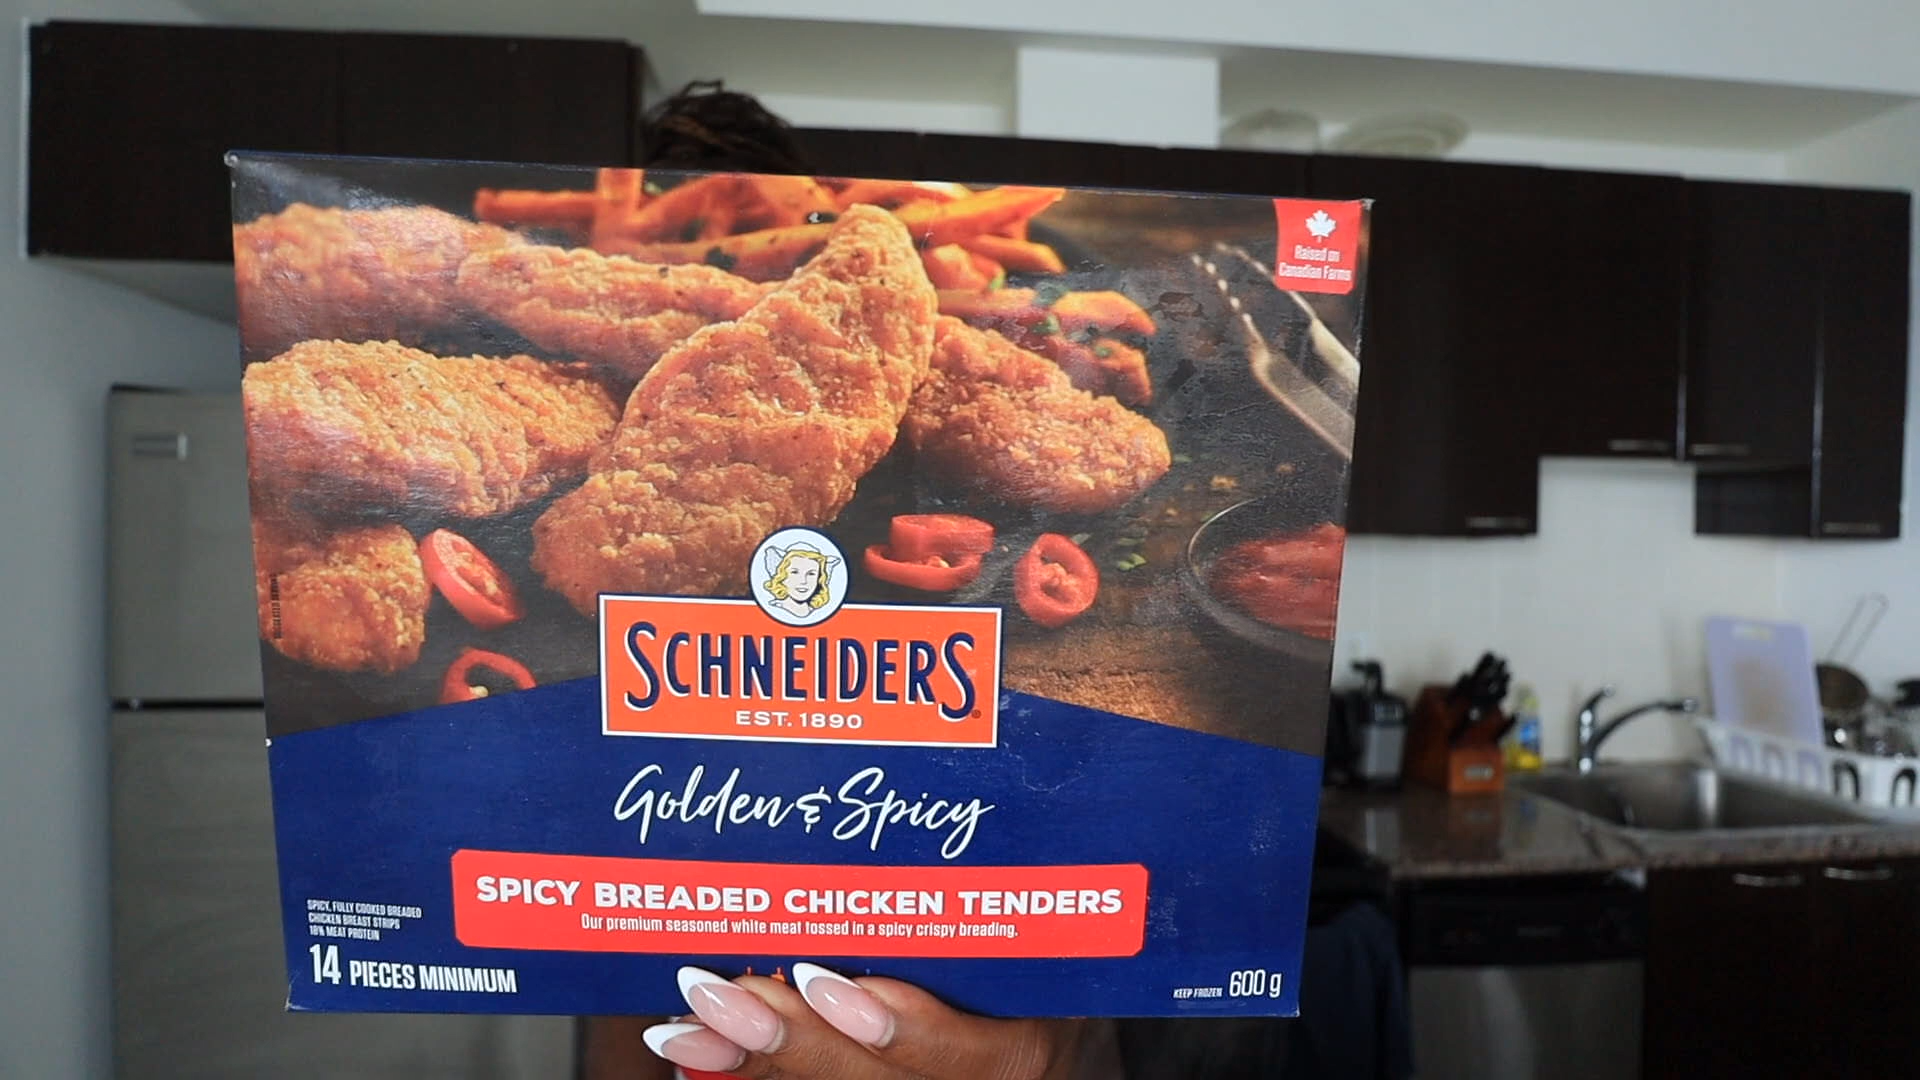 Raised on
Canadian Farms
SCHNEIDERS
EST. 1890
Golden & Spicy
SPICY BREADED CHICKEN TENDERS
Our premium seasoned white meat tossed in a spicy crispy breading.
SPICY, FULLY COOKED BREADED
CHICKEN BREAST STRIPS
18% MEAT PROTEIN
14 PIECES MINIMUM
KEEP FROZEN 600 g